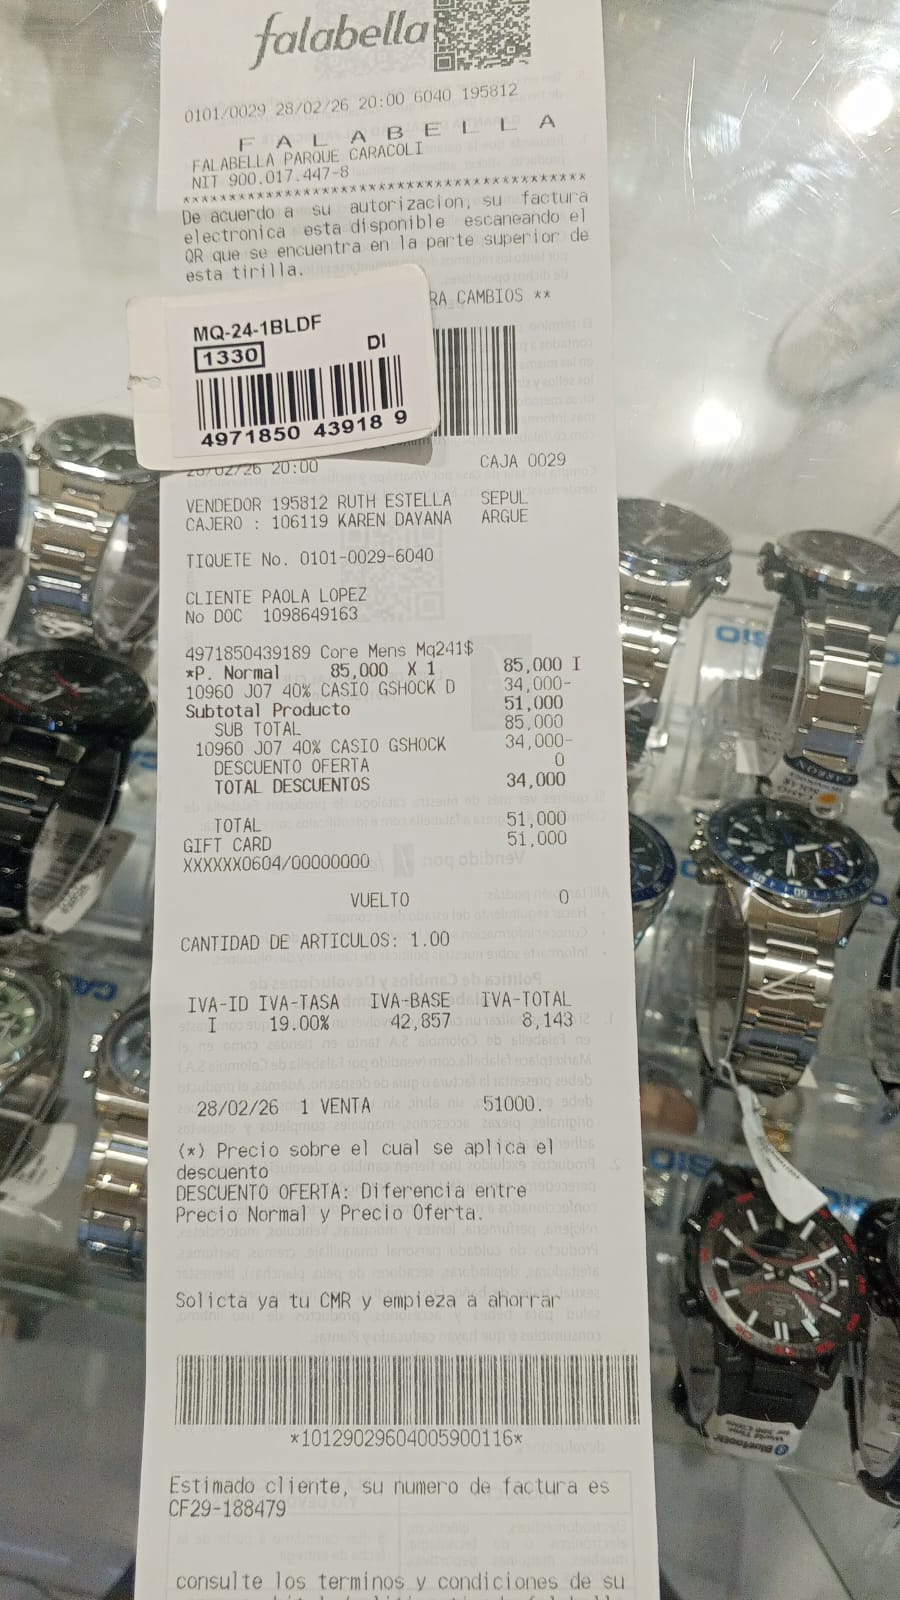 falabella
0101/0029 28/02/26 20:00 6040 195812
F A L A B E L L A
FALABELLA PARQUE CARACOLI
NIT 900.017.447-8
******************************************
De acuerdo a su autorizacion, su factura
electronica esta disponible escaneando el
QR que se encuentra en la parte superior de
esta tirilla.
RA CAMBIOS **
MQ-24-1BLDF
1330 DI
4971850 43918 9
28/02/26 20:00 CAJA 0029
VENDEDOR 195812 RUTH ESTELLA SEPUL
CAJERO : 106119 KAREN DAYANA ARGUE
TIQUETE No. 0101-0029-6040
CLIENTE PAOLA LOPEZ
No DOC 1098649163
4971850439189 Core Mens Mq241$
*P. Normal 85,000 X 1 85,000 I
10960 J07 40% CASIO GSHOCK D 34,000-
Subtotal Producto 51,000
SUB TOTAL 85,000
10960 J07 40% CASIO GSHOCK 34,000-
DESCUENTO OFERTA 0
TOTAL DESCUENTOS 34,000
TOTAL 51,000
GIFT CARD 51,000
XXXXXX0604/00000000
VUELTO 0
CANTIDAD DE ARTICULOS: 1.00
IVA-ID IVA-TASA IVA-BASE IVA-TOTAL
I 19.00% 42,857 8,143
28/02/26 1 VENTA 51000.
(*) Precio sobre el cual se aplica el
descuento
DESCUENTO OFERTA: Diferencia entre
Precio Normal y Precio Oferta.
Solicta ya tu CMR y empieza a ahorrar
*10129029604005900116*
Estimado cliente, su numero de factura es
CF29-188479
consulte los terminos y condiciones de su